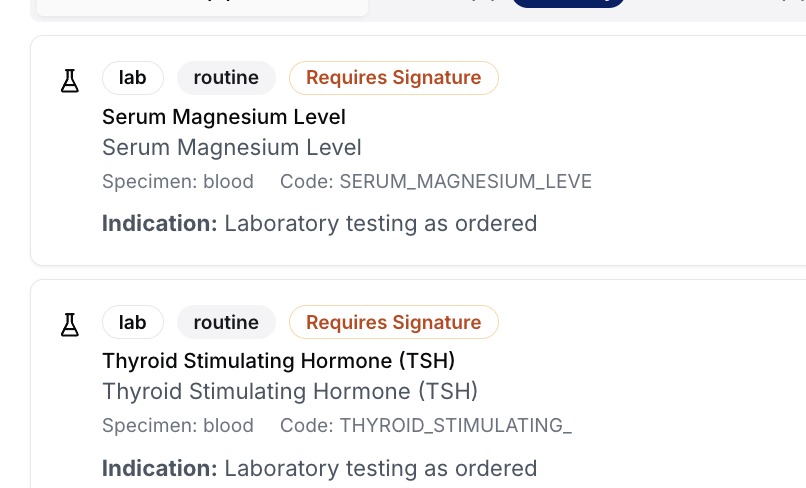 lab routine Requires Signature
Serum Magnesium Level
Serum Magnesium Level
Specimen: blood Code: SERUM_MAGNESIUM_LEVE
Indication: Laboratory testing as ordered
lab routine Requires Signature
Thyroid Stimulating Hormone (TSH)
Thyroid Stimulating Hormone (TSH)
Specimen: blood Code: THYROID_STIMULATING_
Indication: Laboratory testing as ordered